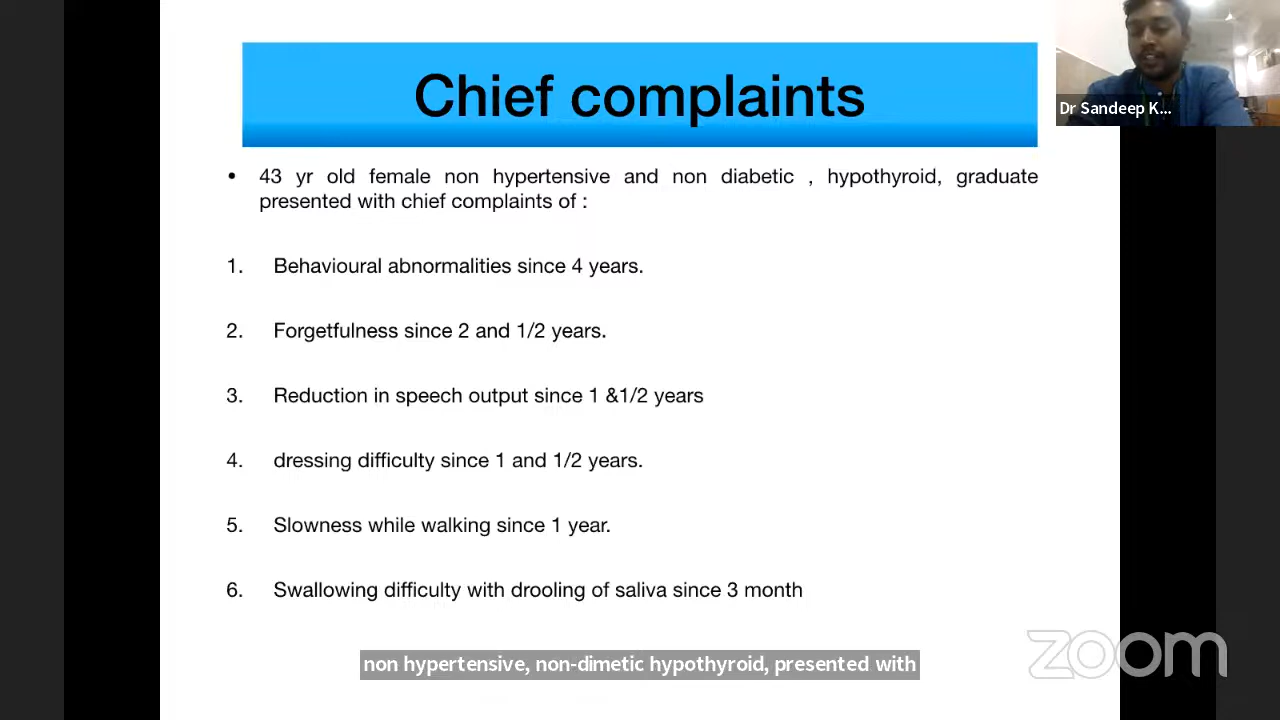 Chief complaints
Dr Sandeep K...
• 43 yr old female non hypertensive and non diabetic , hypothyroid, graduate
presented with chief complaints of :
1. Behavioural abnormalities since 4 years.
2. Forgetfulness since 2 and 1/2 years.
3. Reduction in speech output since 1 &1/2 years
4. dressing difficulty since 1 and 1/2 years.
5. Slowness while walking since 1 year.
6. Swallowing difficulty with drooling of saliva since 3 month
non hypertensive, non-dimetic hypothyroid, presented with
zoom